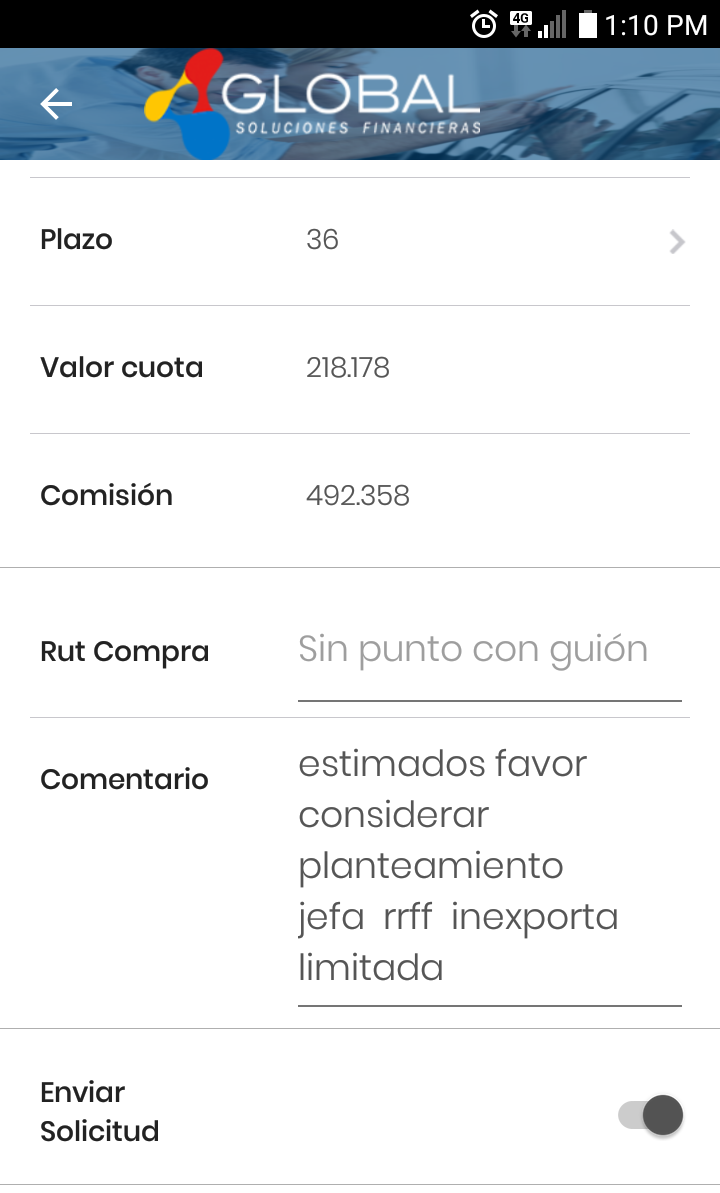 4G 1:10 PM
GLOBAL
SOLUCIONES FINANCIERAS
Plazo 36
Valor cuota 218.178
Comisión 492.358
Rut Compra Sin punto con guión
Comentario estimados favor
considerar
planteamiento
jefa rrff inexporta
limitada
Enviar
Solicitud